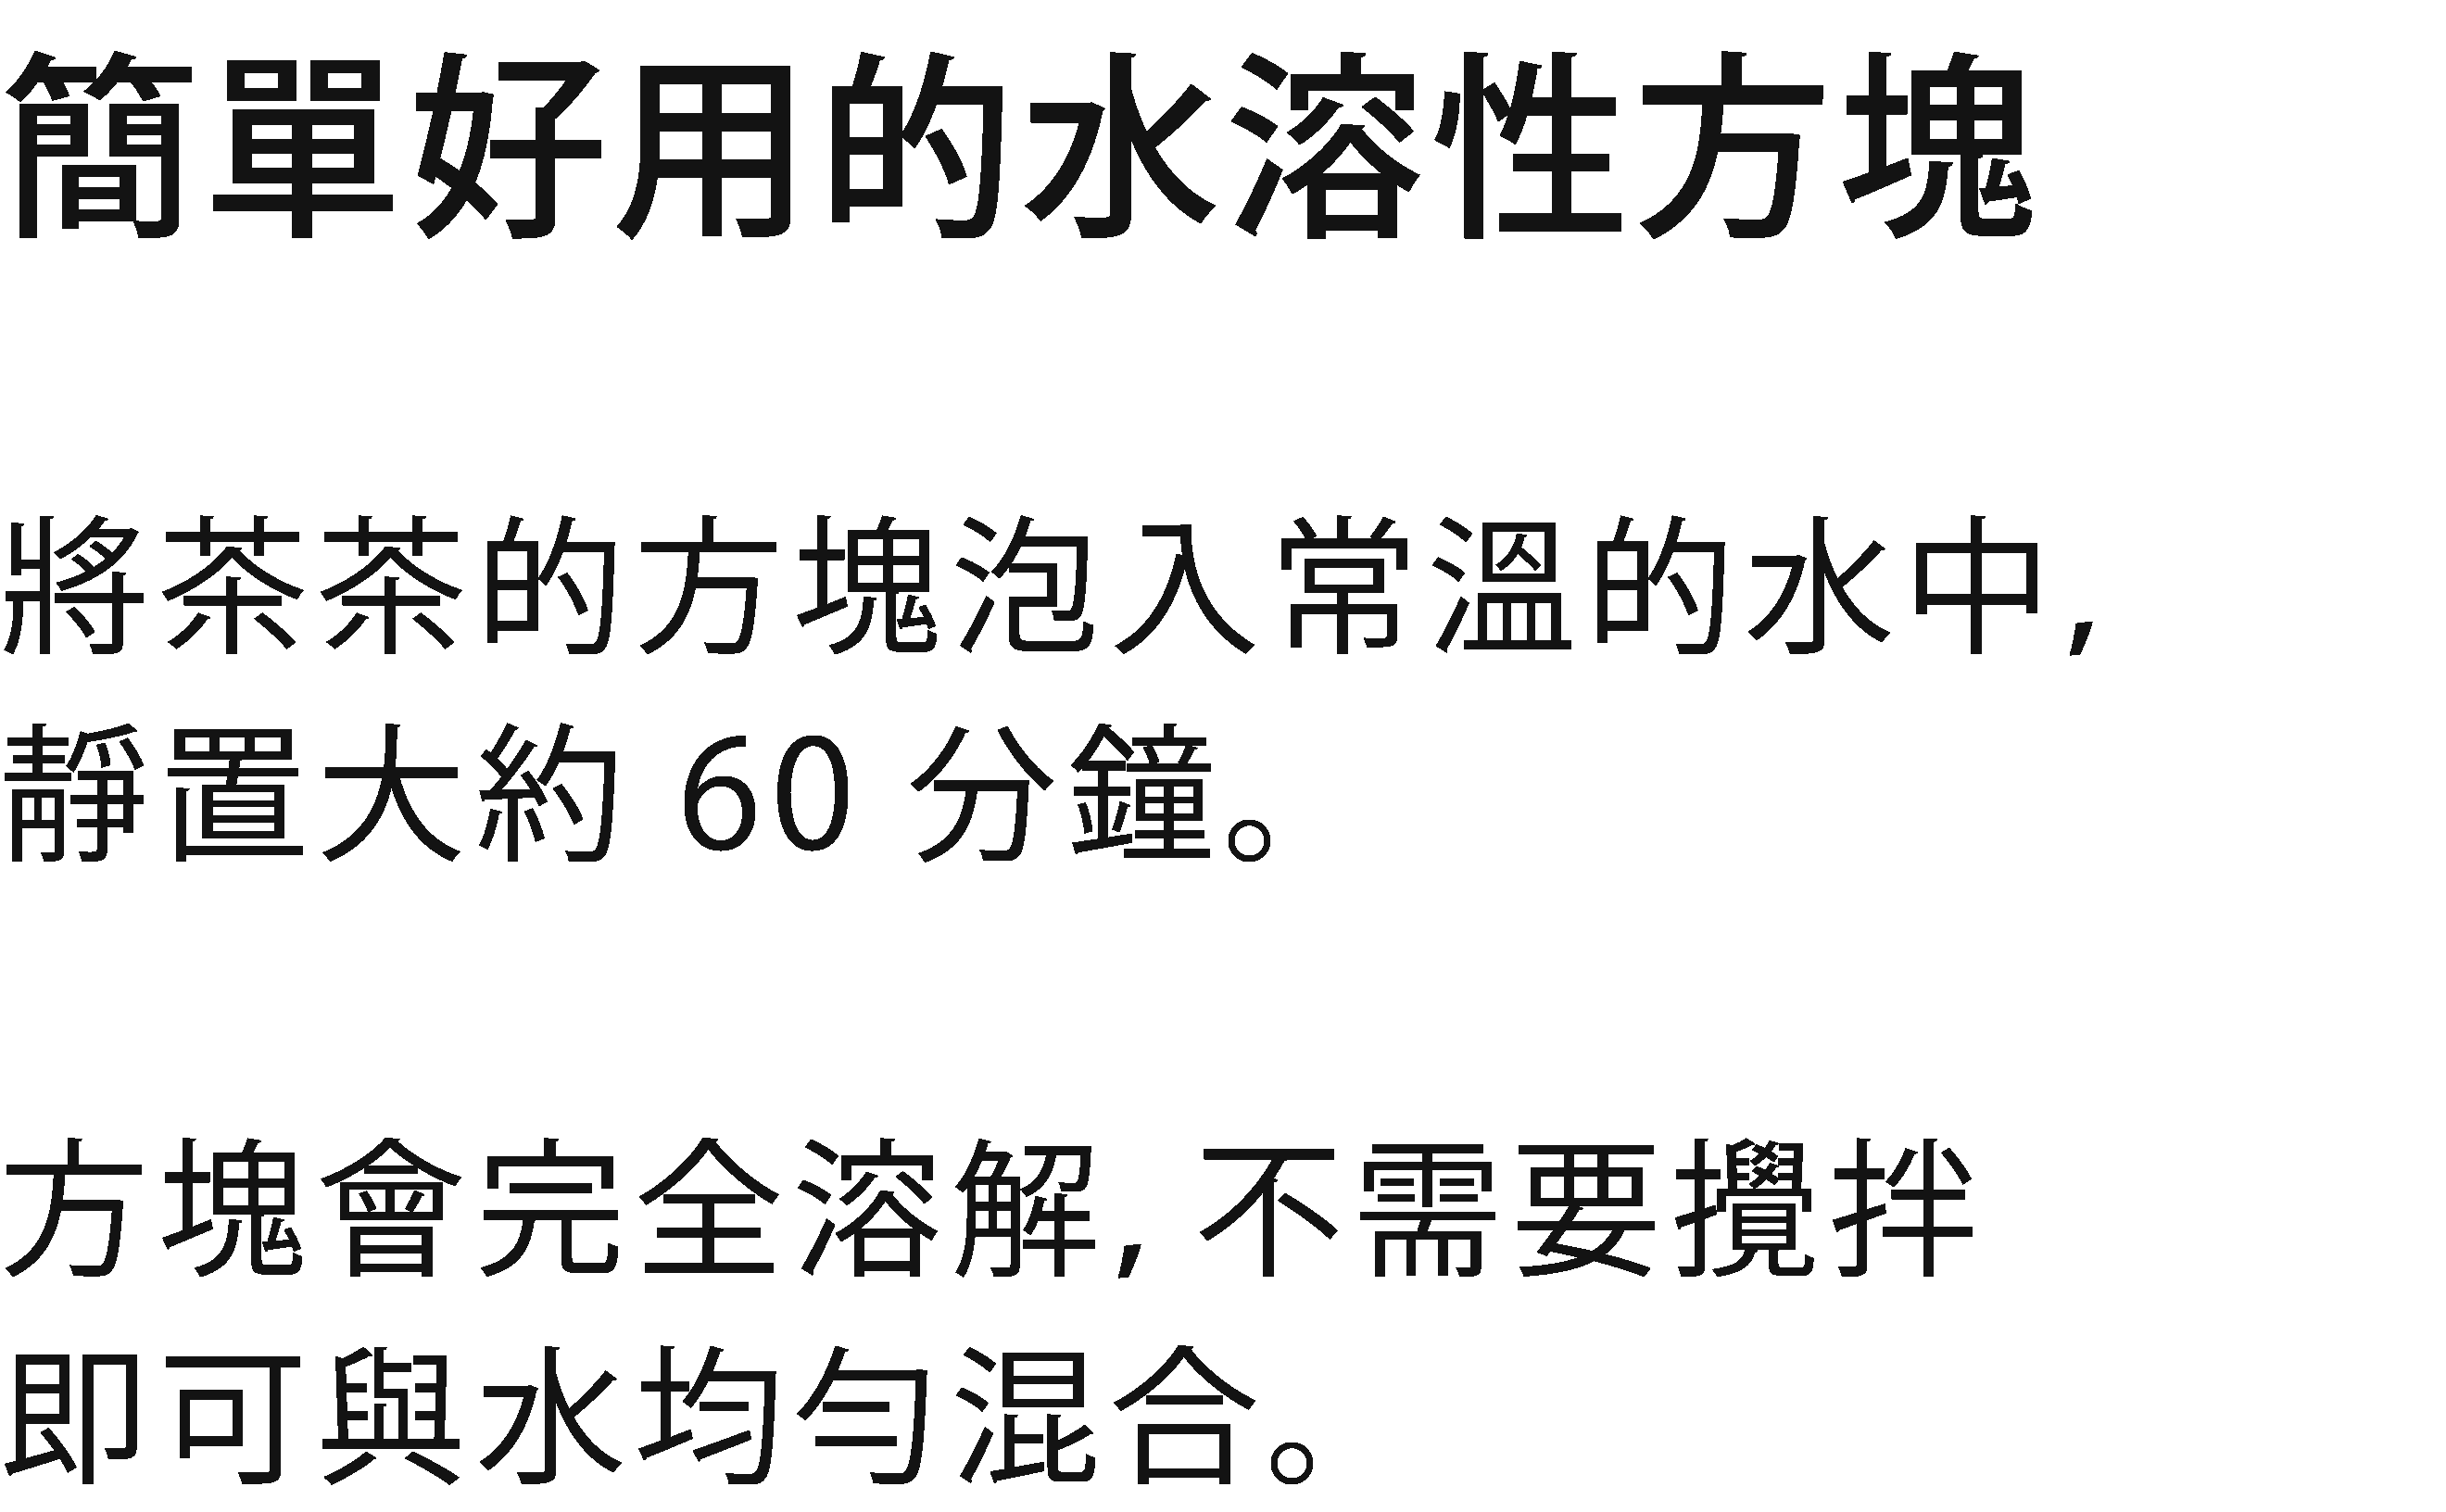 簡單好用的水溶性方塊
將茶茶的方塊泡入常溫的水中,
靜置大約 60 分鐘。
方塊會完全溶解, 不需要攪拌
即可與水均勻混合。